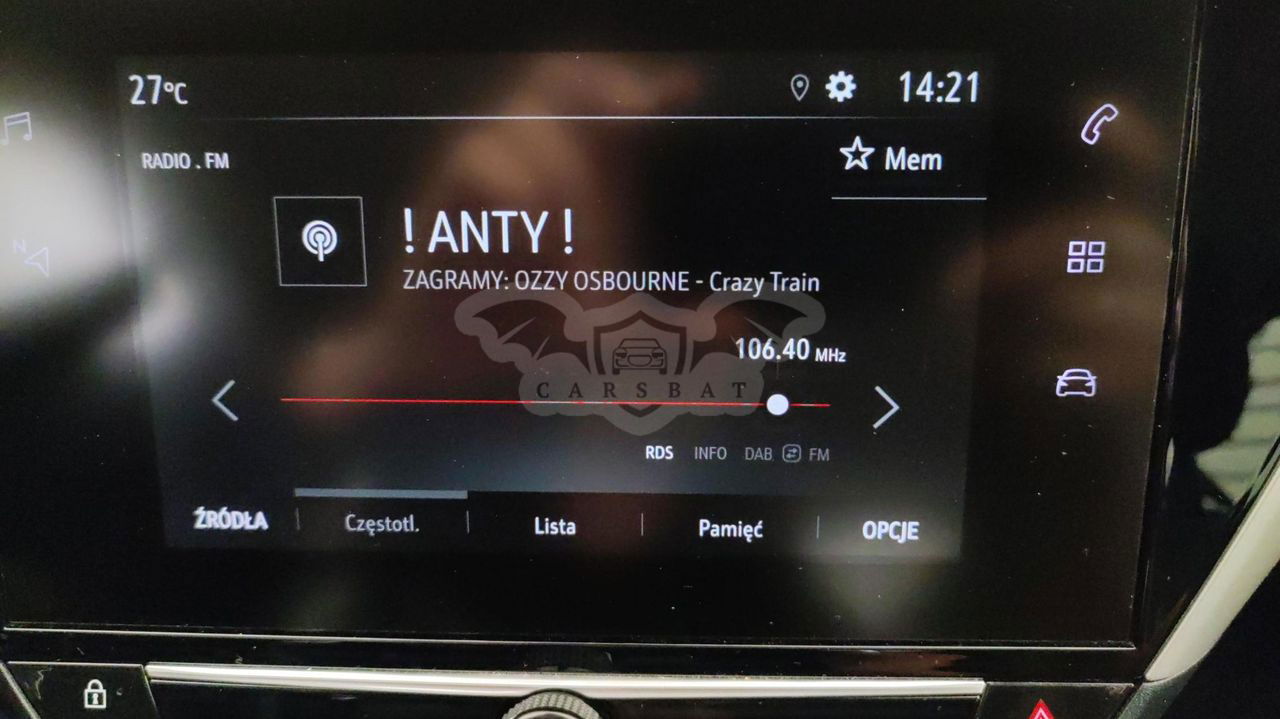 27°C
14:21
RADIO . FM
Mem
! ANTY !
ZAGRAMY: OZZY OSBOURNE - Crazy Train
106.40 MHz
CARSBAT
RDS INFO DAB FM
ŹRÓDŁA Częstotl. Lista Pamięć OPCJE
N